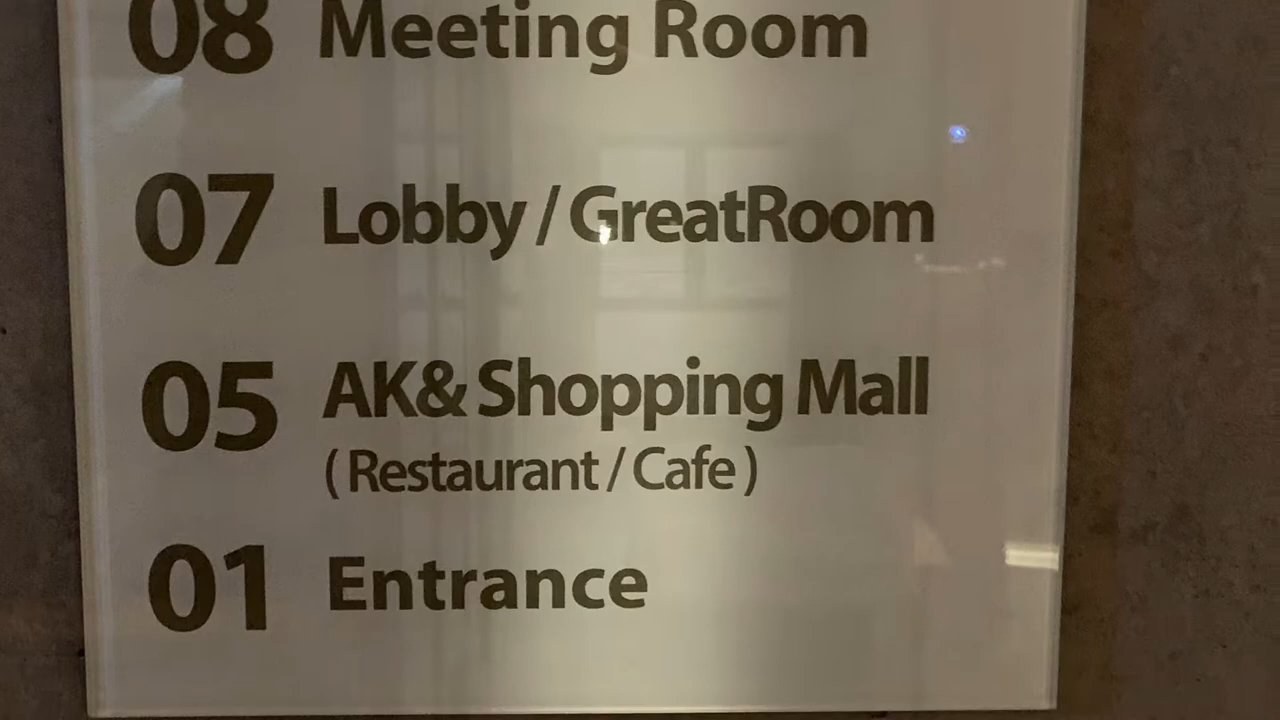 08 Meeting Room
07 Lobby / GreatRoom
05 AK& Shopping Mall
( Restaurant / Cafe )
01 Entrance